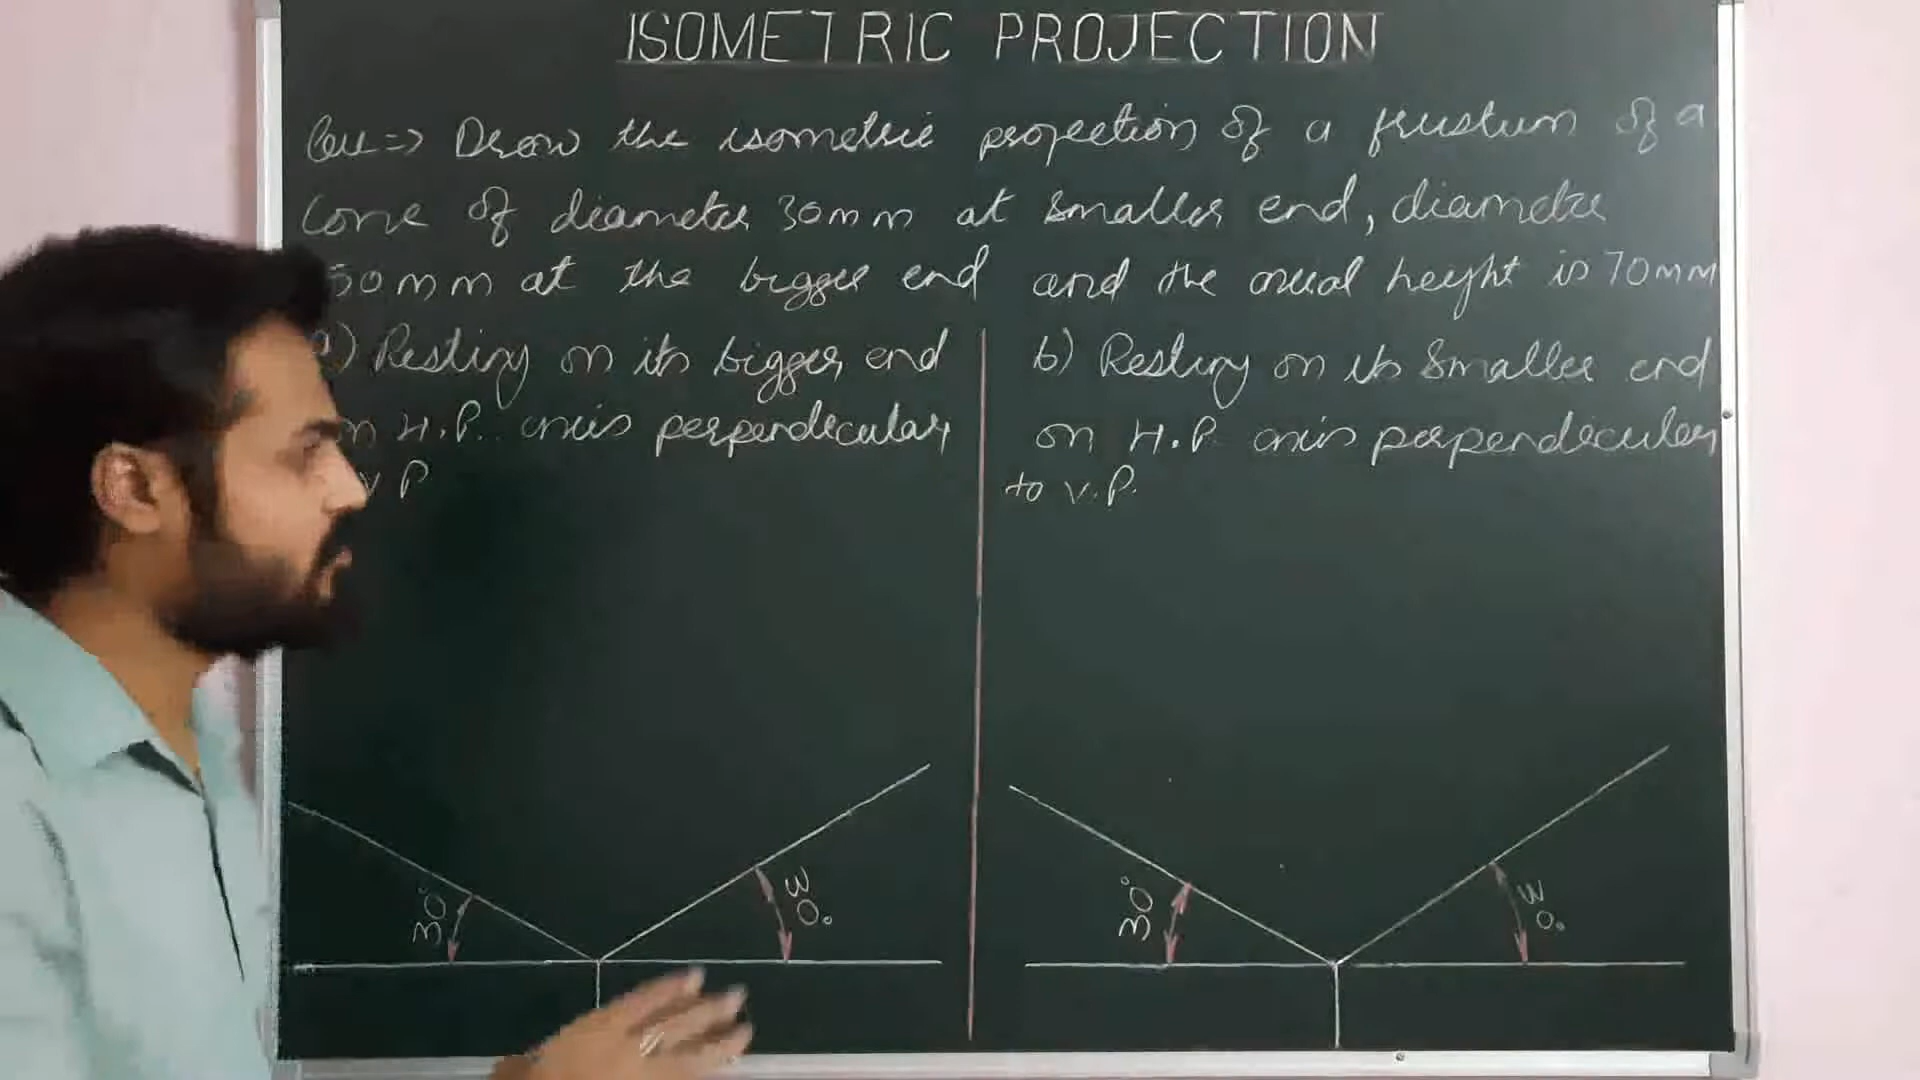 ISOMETRIC PROJECTION
Que=> Draw the isometric projection of a frustum of a
Cone of diameter 30mm at smaller end, diameter
50mm at the bigger end and the axial height is 70mm
a) Resting on its bigger end
on H.P. axis perpendicular
V P
b) Resting on its smaller end
on H.P axis perpendicular
to V.P.
30°
30°
30°
30°